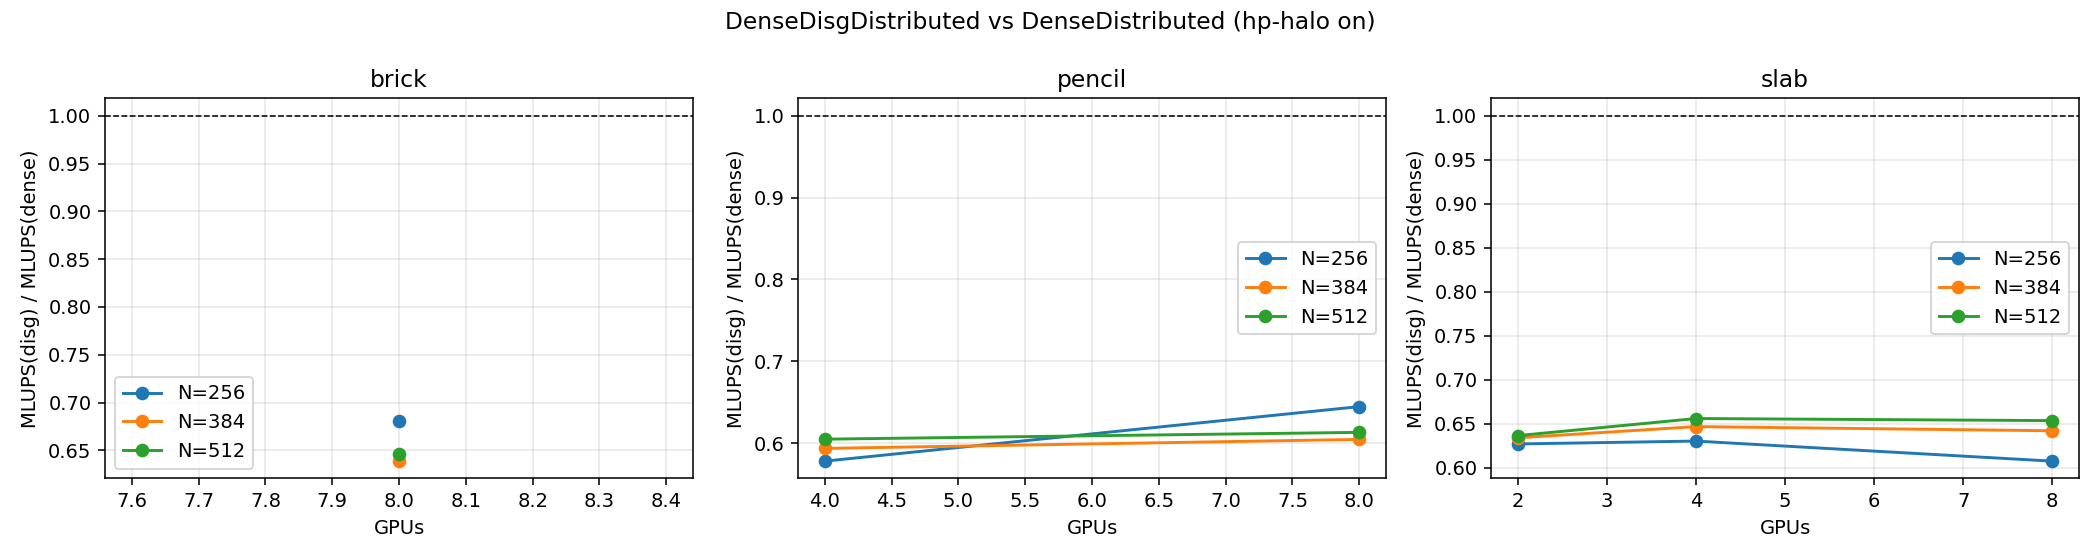 DenseDisgDistributed vs DenseDistributed (hp-halo on)
brick
MLUPS(disg) / MLUPS(dense)
1.00
0.95
0.90
0.85
0.80
0.75
0.70
0.65
N=256
N=384
N=512
7.6 7.7 7.8 7.9 8.0 8.1 8.2 8.3 8.4
GPUs
pencil
MLUPS(disg) / MLUPS(dense)
1.0
0.9
0.8
0.7
0.6
N=256
N=384
N=512
4.0 4.5 5.0 5.5 6.0 6.5 7.0 7.5 8.0
GPUs
slab
MLUPS(disg) / MLUPS(dense)
1.00
0.95
0.90
0.85
0.80
0.75
0.70
0.65
0.60
N=256
N=384
N=512
2 3 4 5 6 7 8
GPUs